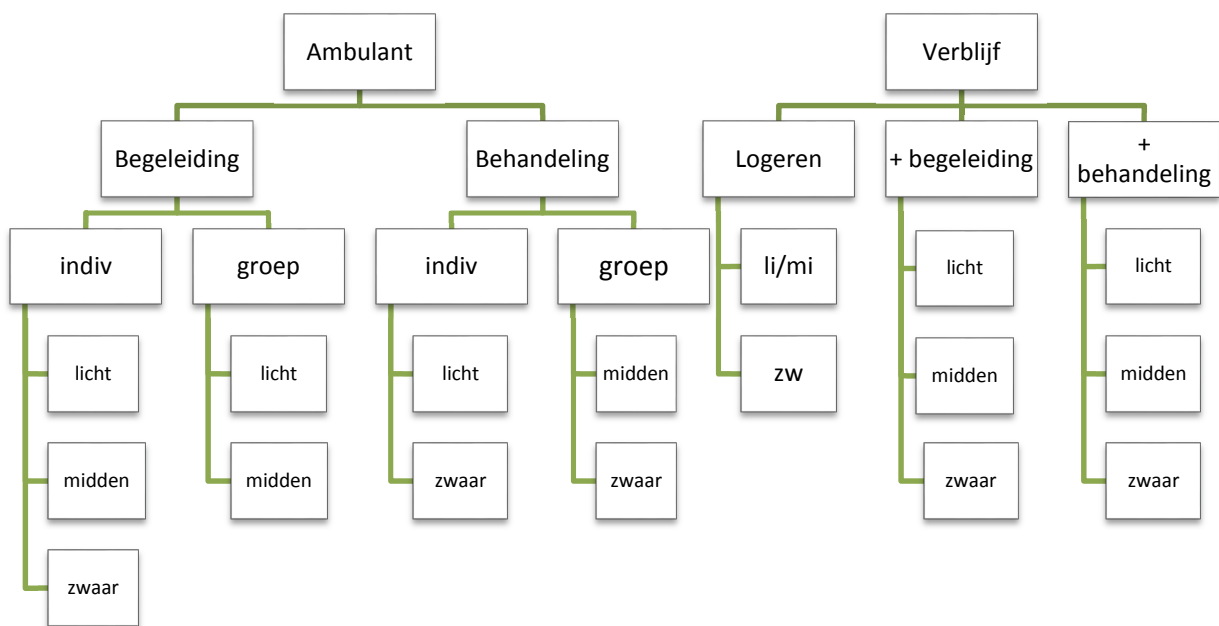 Ambulant
Verblijf
Begeleiding
Behandeling
Logeren
+ begeleiding
+
behandeling
indiv
groep
indiv
groep
li/mi
licht
licht
licht
licht
licht
midden
zw
midden
midden
midden
midden
zwaar
zwaar
zwaar
zwaar
zwaar